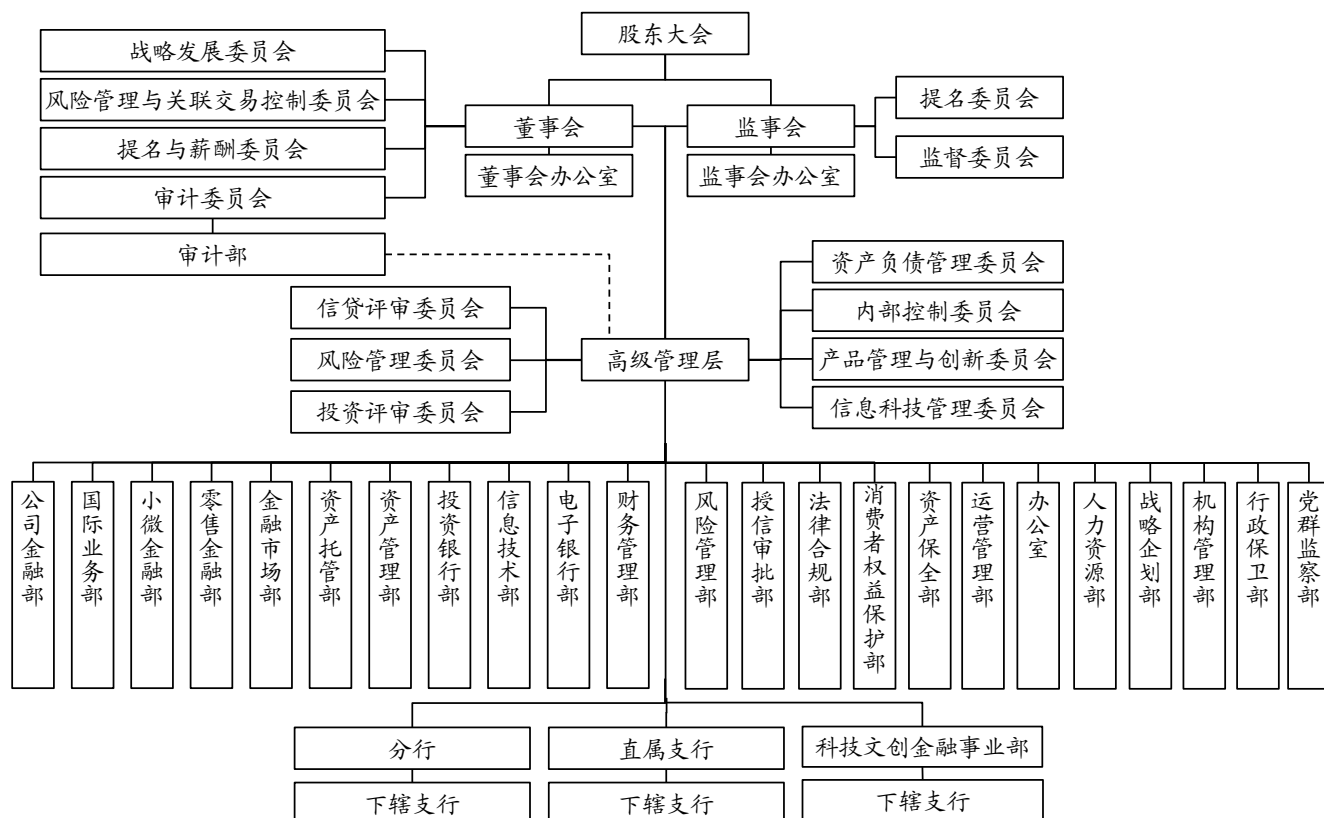 股东大会
战略发展委员会
风险管理与关联交易控制委员会
提名与薪酬委员会
审计委员会
审计部
董事会
董事会办公室
监事会
监事会办公室
提名委员会
监督委员会
信贷评审委员会
风险管理委员会
投资评审委员会
高级管理层
资产负债管理委员会
内部控制委员会
产品管理与创新委员会
信息科技管理委员会
公司金融部
国际业务部
小微金融部
零售金融部
金融市场部
资产托管部
资产管理部
投资银行部
信息技术部
电子银行部
财务管理部
风险管理部
授信审批部
法律合规部
消费者权益保护部
资产保全部
运营管理部
办公室
人力资源部
战略企划部
机构管理部
行政保卫部
党群监察部
分行
直属支行
科技文创金融事业部
下辖支行
下辖支行
下辖支行